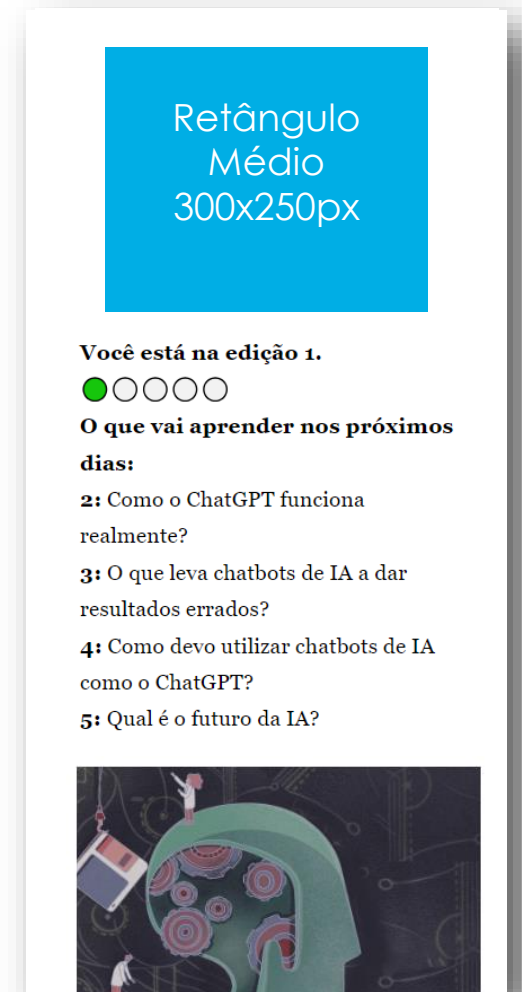 Retângulo
Médio
300x250px
Você está na edição 1.
O que vai aprender nos próximos
dias:
2: Como o ChatGPT funciona
realmente?
3: O que leva chatbots de IA a dar
resultados errados?
4: Como devo utilizar chatbots de IA
como o ChatGPT?
5: Qual é o futuro da IA?